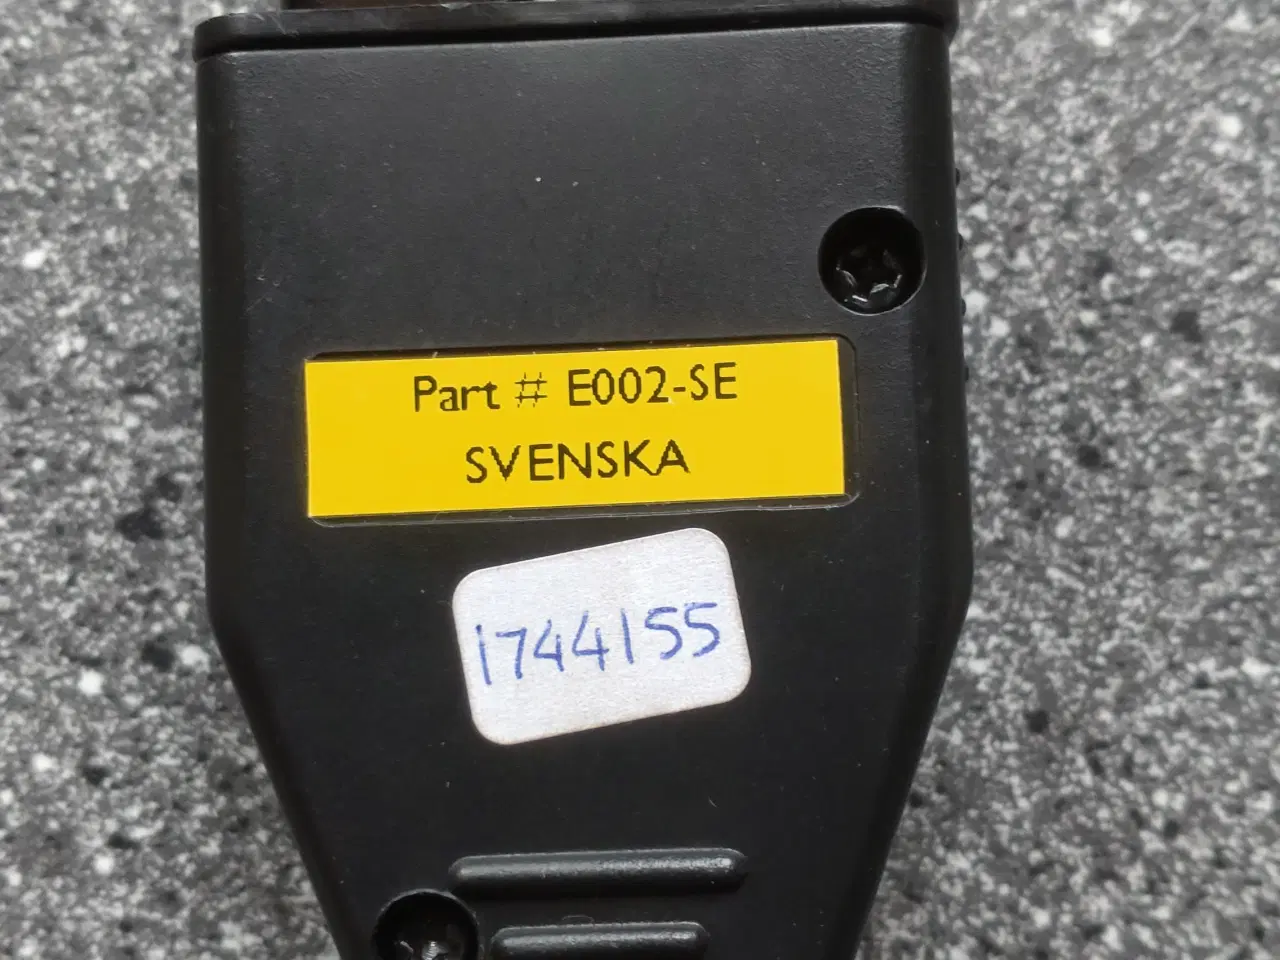 Part # E002-SE
SVENSKA
1744155